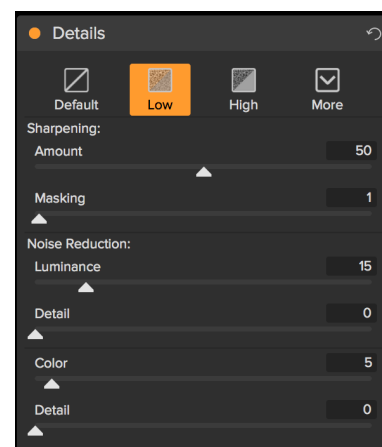 Details
Default Low High More
Sharpening:
Amount 50
Masking 1
Noise Reduction:
Luminance 15
Detail 0
Color 5
Detail 0